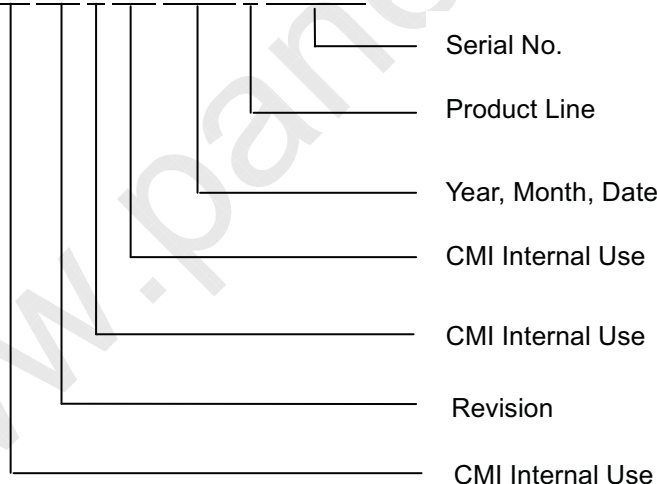 Serial No.
Product Line
Year, Month, Date
CMI Internal Use
CMI Internal Use
Revision
CMI Internal Use